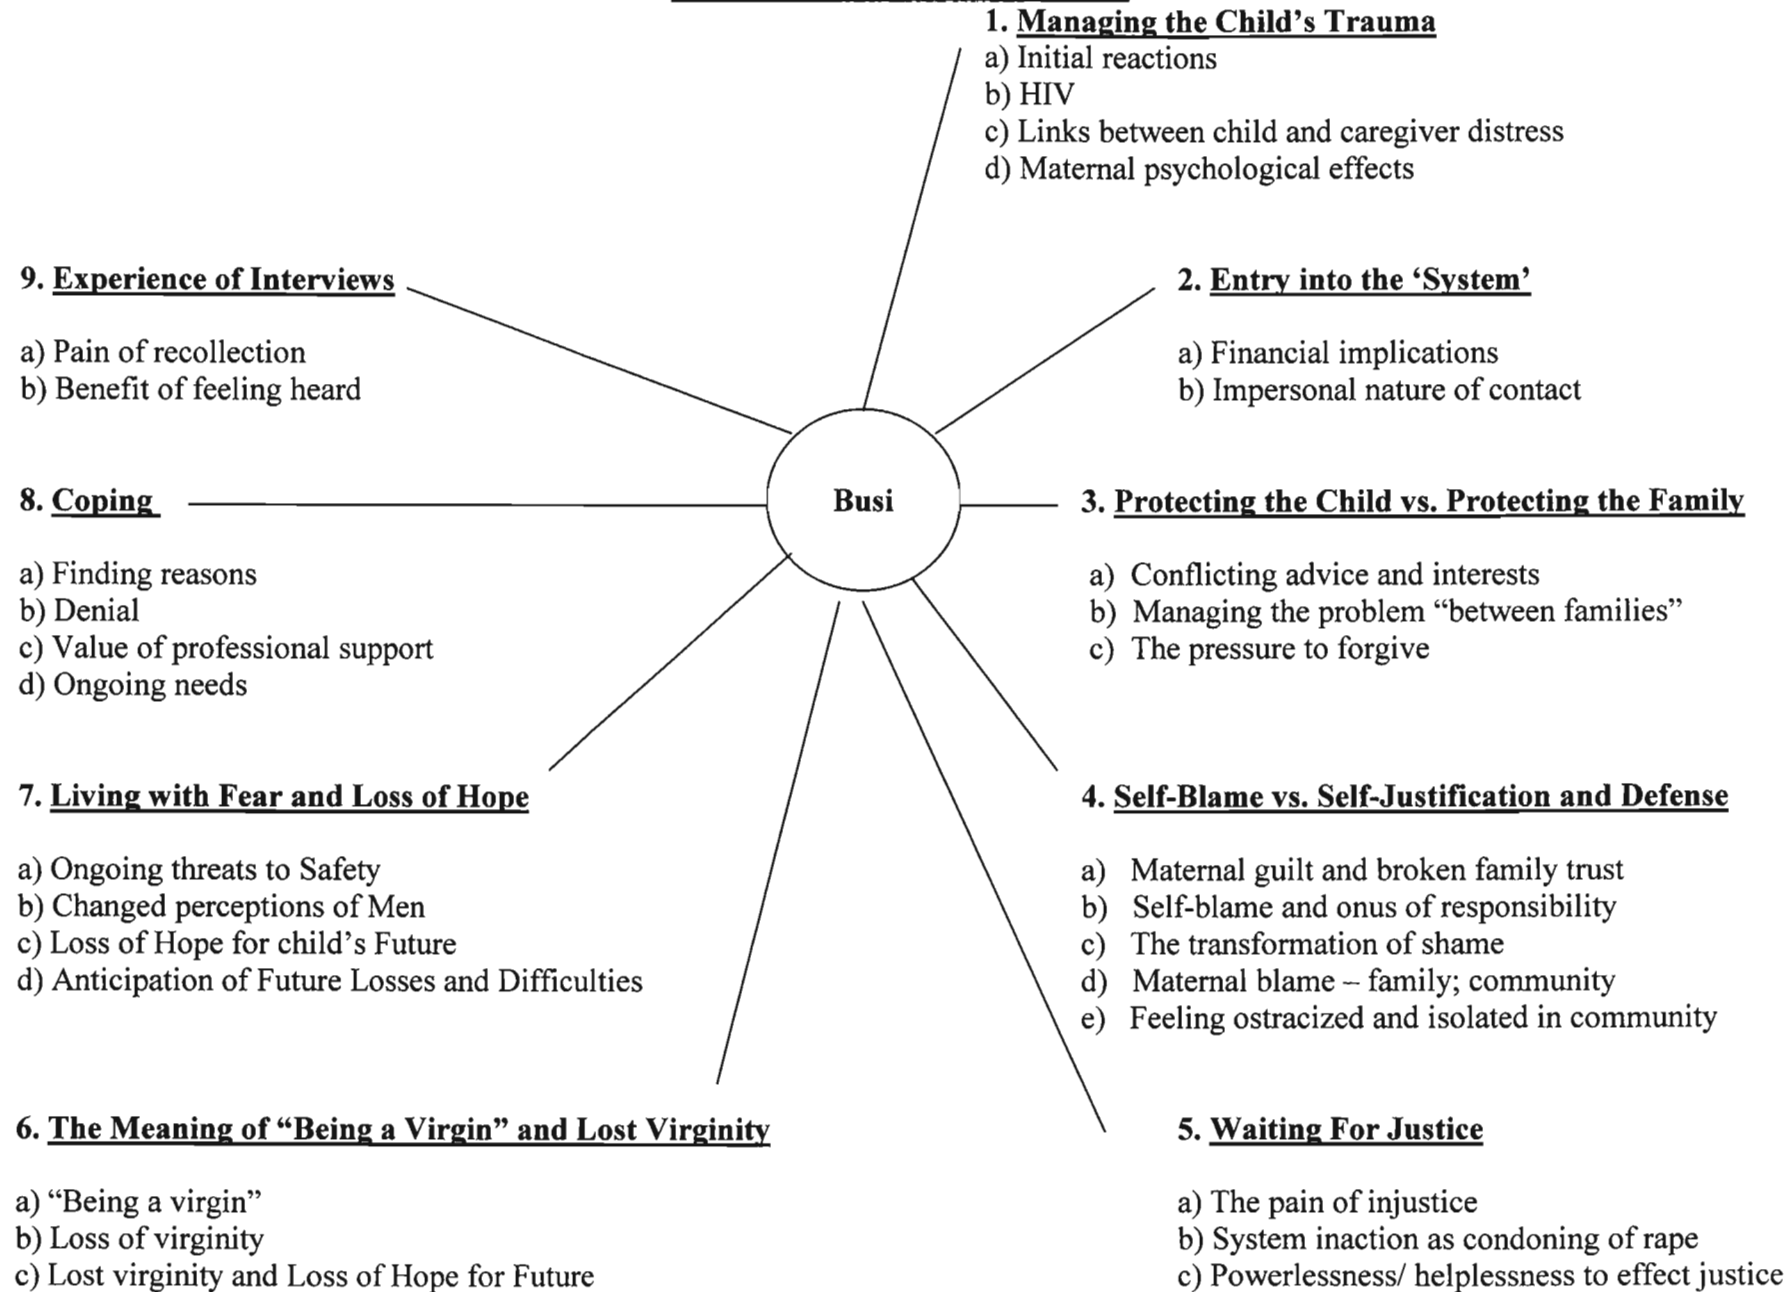 1. Managing the Child's Trauma
a) Initial reactions
b) HIV
c) Links between child and caregiver distress
d) Maternal psychological effects
2. Entry into the ‘System’
a) Financial implications
b) Impersonal nature of contact
3. Protecting the Child vs. Protecting the Family
a) Conflicting advice and interests
b) Managing the problem “between families”
c) The pressure to forgive
4. Self-Blame vs. Self-Justification and Defense
a) Maternal guilt and broken family trust
b) Self-blame and onus of responsibility
c) The transformation of shame
d) Maternal blame – family; community
e) Feeling ostracized and isolated in community
5. Waiting For Justice
a) The pain of injustice
b) System inaction as condoning of rape
c) Powerlessness/ helplessness to effect justice
6. The Meaning of “Being a Virgin” and Lost Virginity
a) “Being a virgin”
b) Loss of virginity
c) Lost virginity and Loss of Hope for Future
7. Living with Fear and Loss of Hope
a) Ongoing threats to Safety
b) Changed perceptions of Men
c) Loss of Hope for child's Future
d) Anticipation of Future Losses and Difficulties
8. Coping
a) Finding reasons
b) Denial
c) Value of professional support
d) Ongoing needs
9. Experience of Interviews
a) Pain of recollection
b) Benefit of feeling heard
Busi